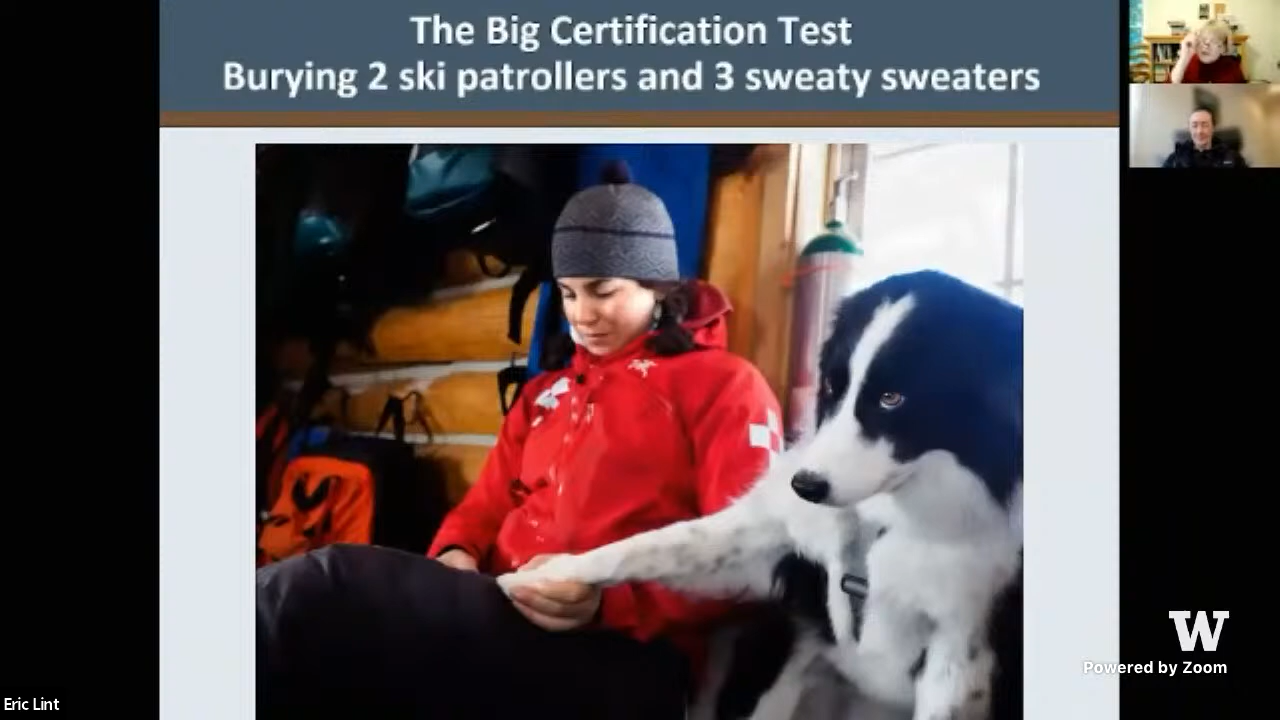 The Big Certification Test
Burying 2 ski patrollers and 3 sweaty sweaters
W
Powered by Zoom
Eric Lint